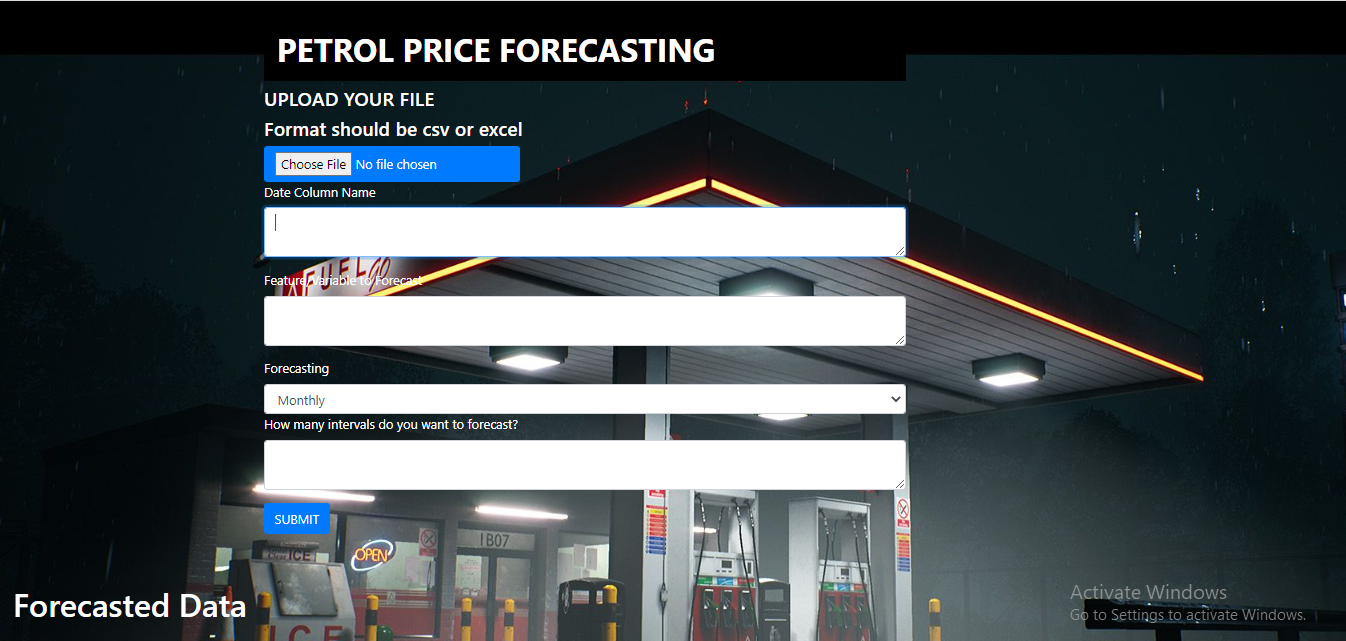 PETROL PRICE FORECASTING
UPLOAD YOUR FILE
Format should be csv or excel
Choose File No file chosen
Date Column Name
FUEL go
Feature/Variable to Forecast
Forecasting
Monthly
How many intervals do you want to forecast?
SUBMIT
1B07
OPEN
ICE
Forecasted Data
ICE
Activate Windows
Go to Settings to activate Windows.